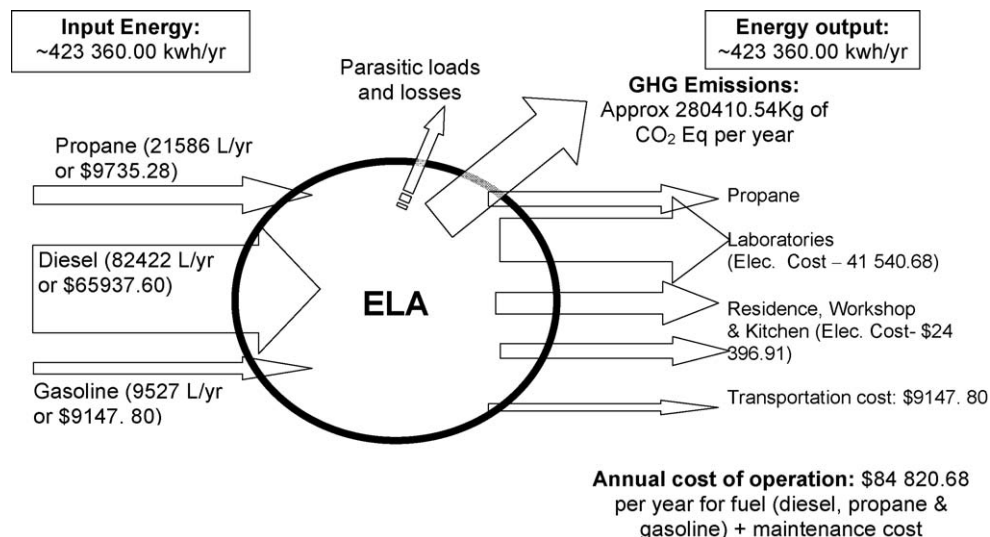 Input Energy:
~423 360.00 kwh/yr
Energy output:
~423 360.00 kwh/yr
Parasitic loads
and losses
GHG Emissions:
Approx 280410.54Kg of
CO₂ Eq per year
Propane (21586 L/yr
or $9735.28)
Diesel (82422 L/yr
or $65937.60)
Gasoline (9527 L/yr
or $9147. 80)
ELA
Propane
Laboratories
(Elec. Cost – 41 540.68)
Residence, Workshop
& Kitchen (Elec. Cost- $24
396.91)
Transportation cost: $9147. 80
Annual cost of operation: $84 820.68
per year for fuel (diesel, propane &
gasoline) + maintenance cost